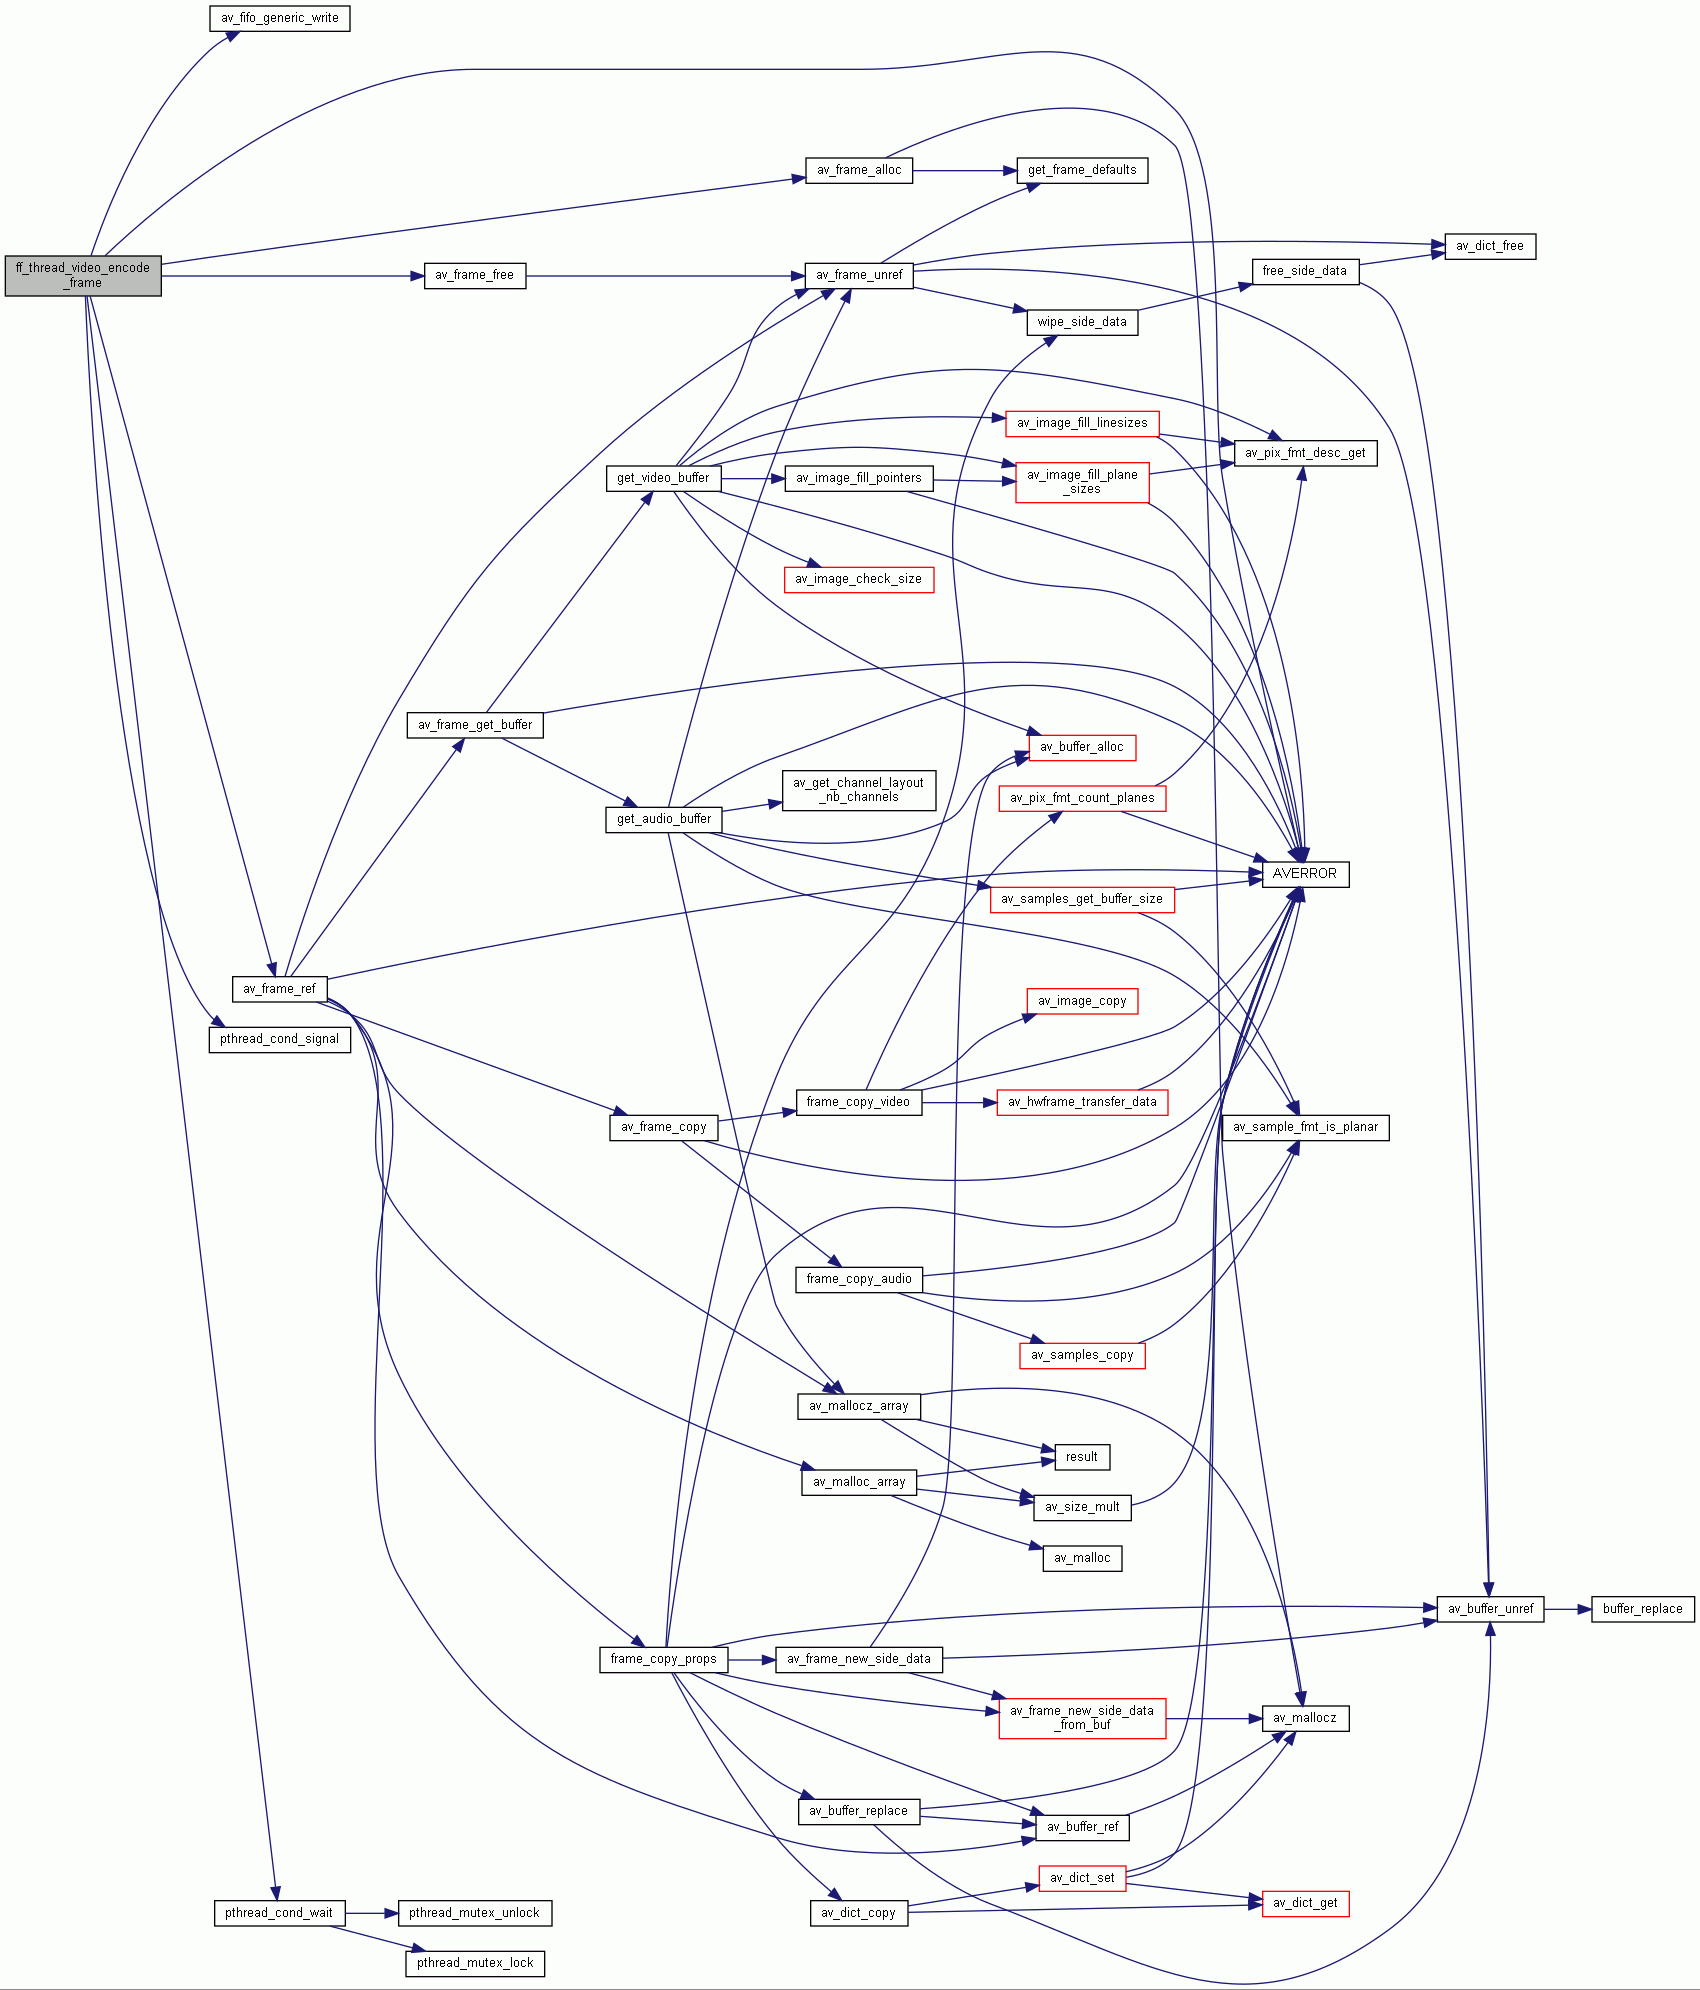 av_fifo_generic_write
av_frame_alloc
get_frame_defaults
av_dict_free
ff_thread_video_encode
_frame
av_frame_free
av_frame_unref
free_side_data
wipe_side_data
av_image_fill_linesizes
av_pix_fmt_desc_get
get_video_buffer
av_image_fill_pointers
av_image_fill_plane
_sizes
av_image_check_size
av_frame_get_buffer
av_buffer_alloc
av_get_channel_layout
_nb_channels
av_pix_fmt_count_planes
get_audio_buffer
AVERROR
av_samples_get_buffer_size
av_frame_ref
av_image_copy
pthread_cond_signal
frame_copy_video
av_hwframe_transfer_data
av_frame_copy
av_sample_fmt_is_planar
frame_copy_audio
av_samples_copy
av_mallocz_array
result
av_malloc_array
av_size_mult
av_malloc
av_buffer_unref
buffer_replace
frame_copy_props
av_frame_new_side_data
av_frame_new_side_data
_from_buf
av_mallocz
av_buffer_replace
av_buffer_ref
av_dict_set
av_dict_get
pthread_cond_wait
pthread_mutex_unlock
av_dict_copy
pthread_mutex_lock